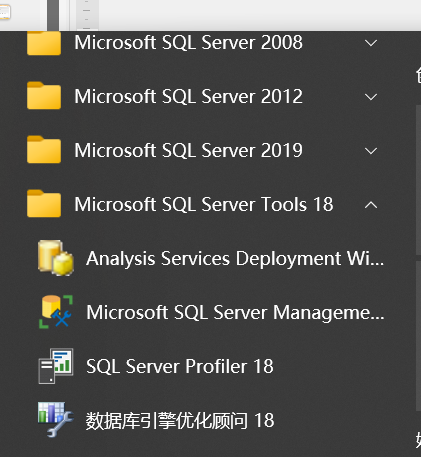 Microsoft SQL Server 2008
Microsoft SQL Server 2012
Microsoft SQL Server 2019
Microsoft SQL Server Tools 18
Analysis Services Deployment Wi...
Microsoft SQL Server Manageme...
SQL Server Profiler 18
数据库引擎优化顾问 18